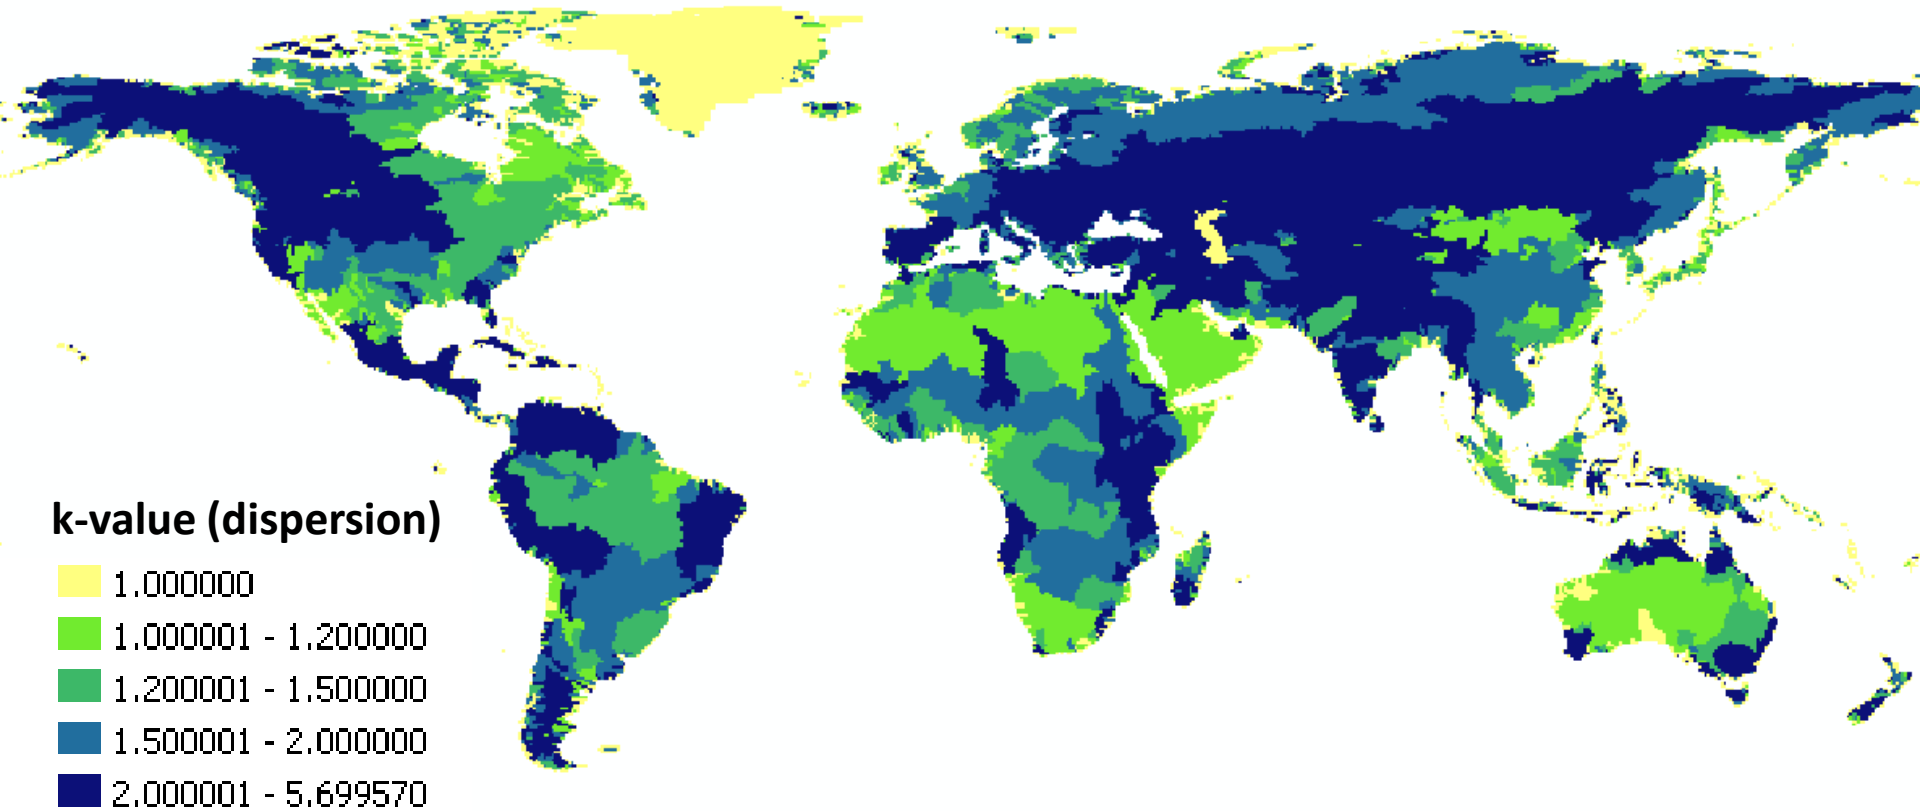 k-value (dispersion)
1.000000
1.000001 - 1.200000
1.200001 - 1.500000
1.500001 - 2.000000
2.000001 - 5.699570